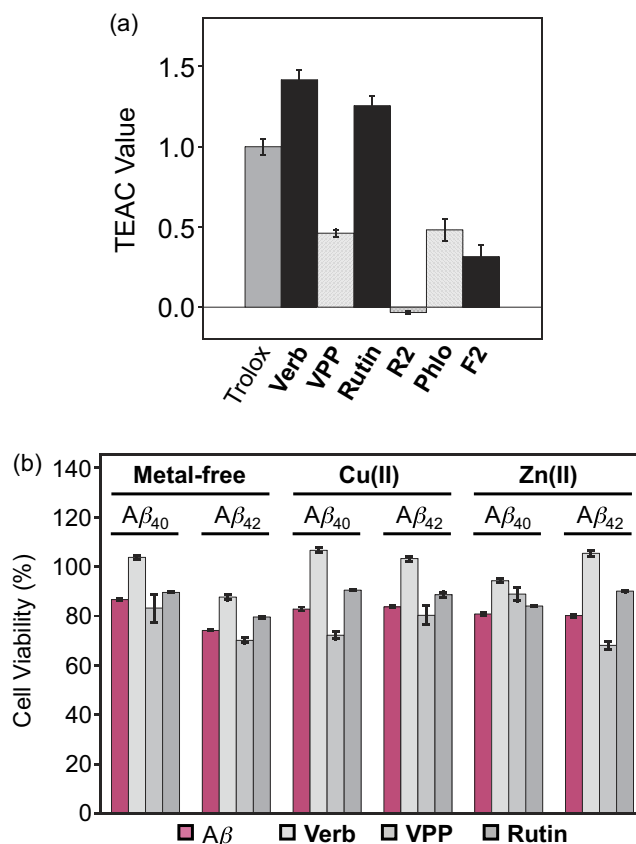 (a)
TEAC Value
1.5
1.0
0.5
0.0
Trolox
Verb
VPP
Rutin
R2
Phlo
F2
(b)
Cell Viability (%)
140
120
100
80
60
40
20
0
Metal-free Cu(II) Zn(II)
Aβ40 Aβ42 Aβ40 Aβ42 Aβ40 Aβ42
Aβ Verb VPP Rutin